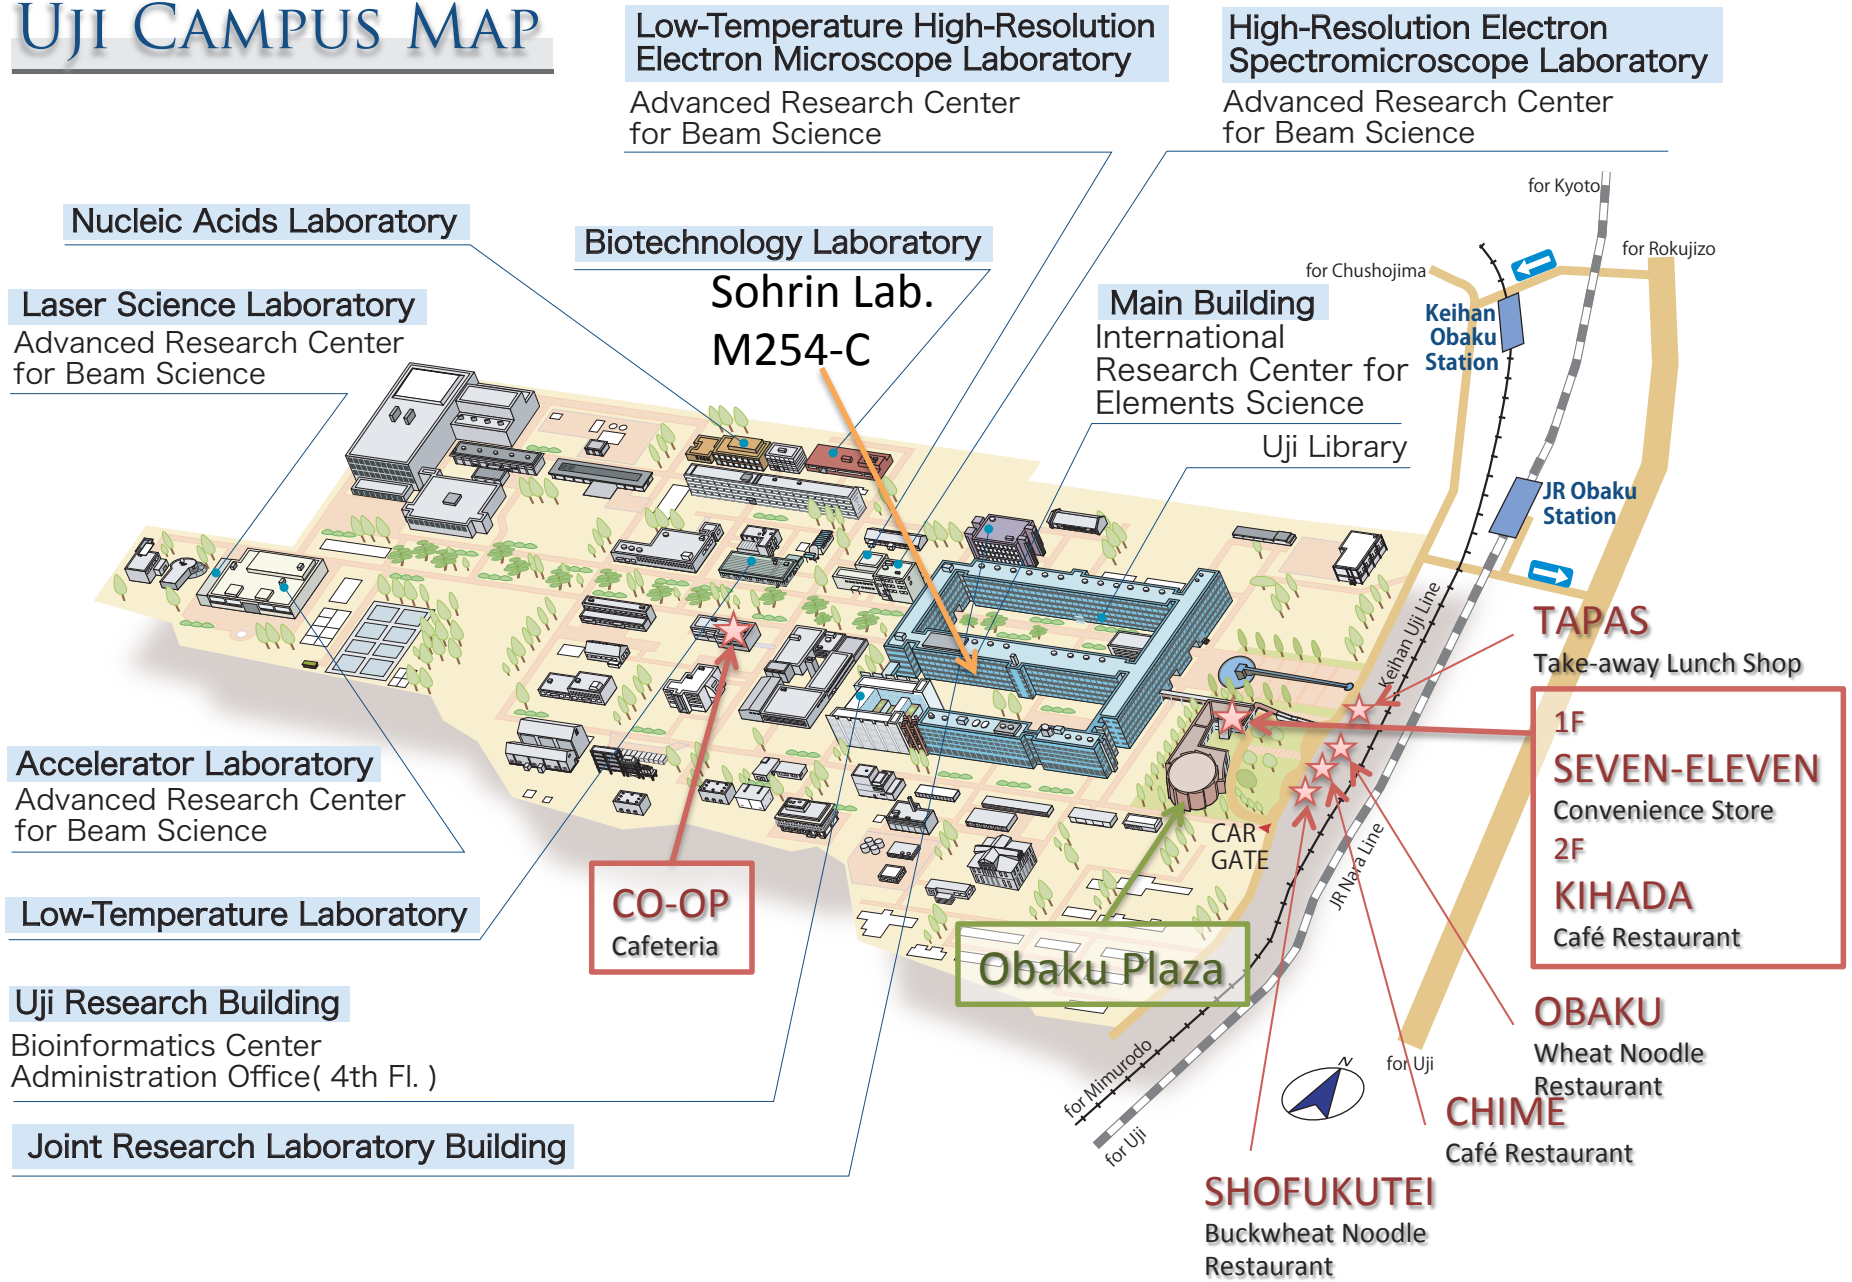 UJI CAMPUS MAP
Low-Temperature High-Resolution
Electron Microscope Laboratory
Advanced Research Center
for Beam Science
High-Resolution Electron
Spectromicroscope Laboratory
Advanced Research Center
for Beam Science
Nucleic Acids Laboratory
Biotechnology Laboratory
Sohrin Lab.
M254-C
Laser Science Laboratory
Advanced Research Center
for Beam Science
Main Building
International
Research Center for
Elements Science
Uji Library
for Kyoto
for Rokujizo
for Chushojima
Keihan
Obaku
Station
JR Obaku
Station
Keihan Uji Line
JR Nara Line
TAPAS
Take-away Lunch Shop
1F
SEVEN-ELEVEN
Convenience Store
2F
KIHADA
Café Restaurant
Accelerator Laboratory
Advanced Research Center
for Beam Science
CAR
GATE
CO-OP
Cafeteria
Low-Temperature Laboratory
Obaku Plaza
Uji Research Building
Bioinformatics Center
Administration Office( 4th Fl. )
OBAKU
Wheat Noodle
Restaurant
for Mimurodo
for Uji
N
for Uji
CHIME
Café Restaurant
Joint Research Laboratory Building
SHOFUKUTEI
Buckwheat Noodle
Restaurant